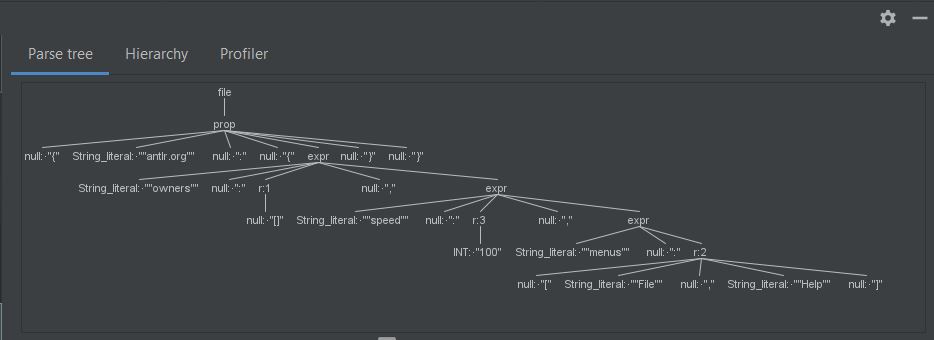 Parse tree Hierarchy Profiler
file
prop
null:·"{" String_literal:·""antlr.org"" null:·":" null:·"{" expr null:·"}" null:·"}"
String_literal:·""owners"" null:·":" r:1 null:·"," expr
null:·"[]" String_literal:·""speed"" null:·":" r:3 null:·"," expr
INT:·"100" String_literal:·""menus"" null:·":" r:2
null:·"[" String_literal:·""File"" null:·"," String_literal:·""Help"" null:·"]"